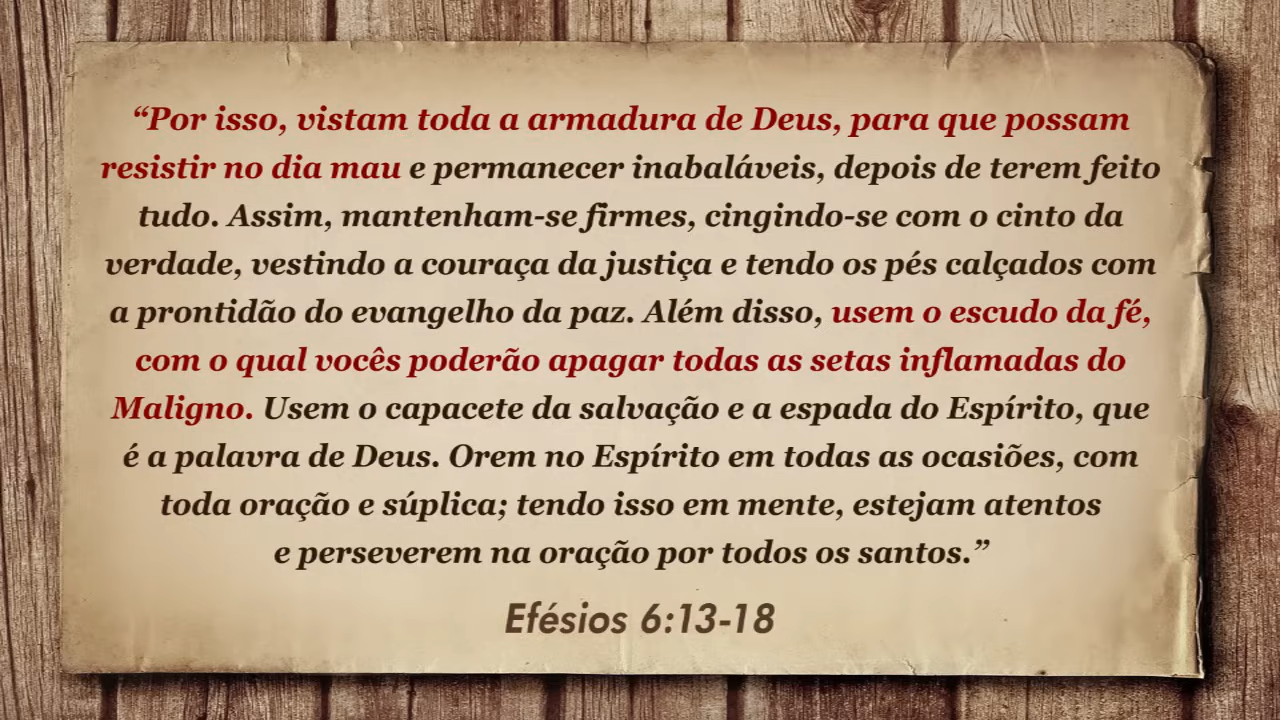 “Por isso, vistam toda a armadura de Deus, para que possam
resistir no dia mau e permanecer inabaláveis, depois de terem feito
tudo. Assim, mantenham-se firmes, cingindo-se com o cinto da
verdade, vestindo a couraça da justiça e tendo os pés calçados com
a prontidão do evangelho da paz. Além disso, usem o escudo da fé,
com o qual vocês poderão apagar todas as setas inflamadas do
Maligno. Usem o capacete da salvação e a espada do Espírito, que
é a palavra de Deus. Orem no Espírito em todas as ocasiões, com
toda oração e súplica; tendo isso em mente, estejam atentos
e perseverem na oração por todos os santos.”
Efésios 6:13-18